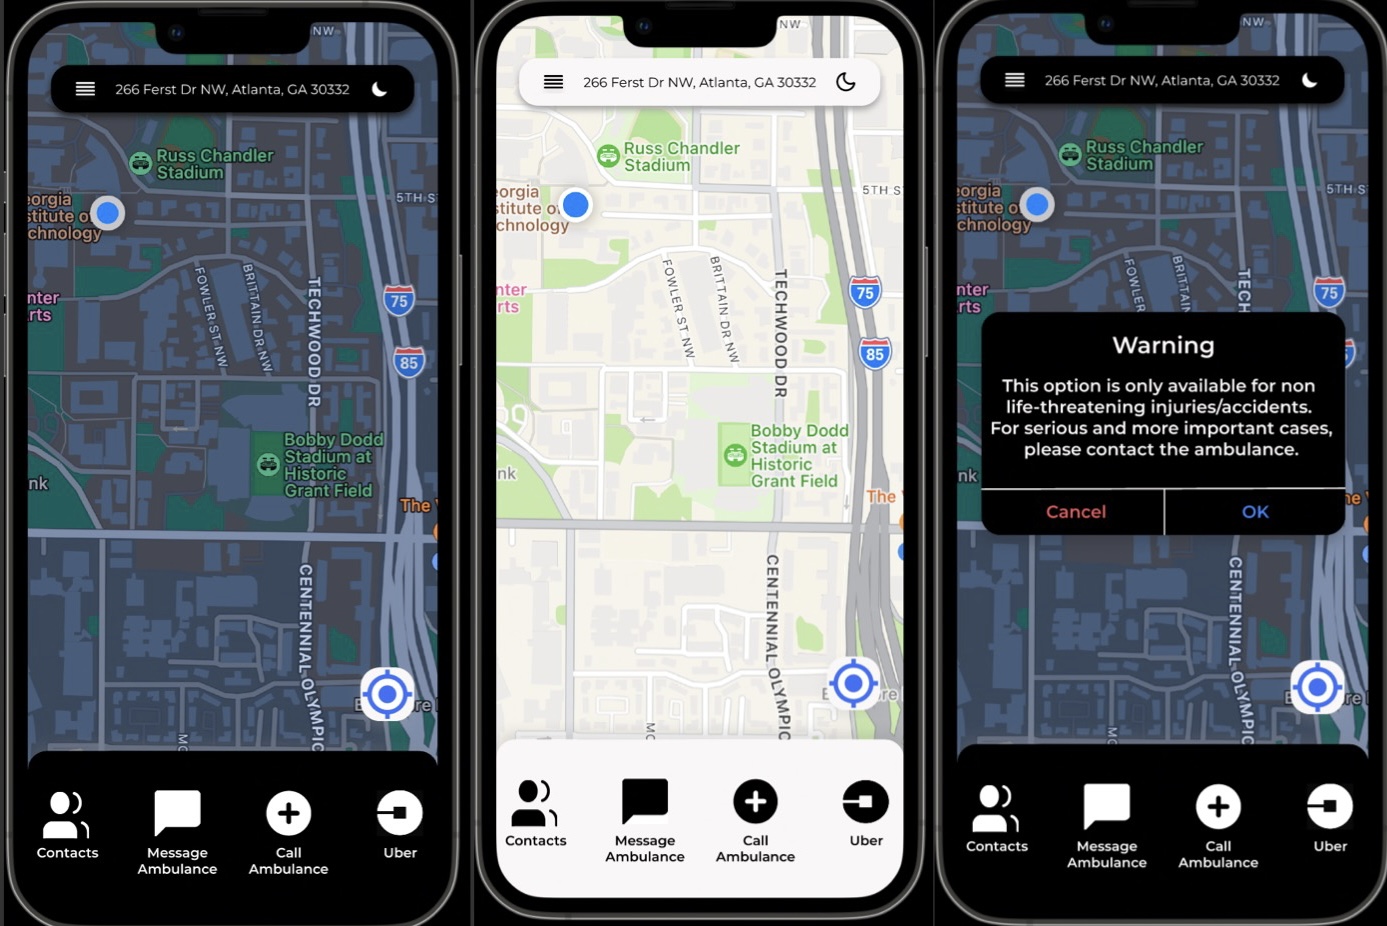 NW
266 Ferst Dr NW, Atlanta, GA 30332
Russ Chandler
Stadium
5TH S
eorgia
stitute of
chnology
nter
rts
FOWLER ST NW
BRITTAIN DR NW
TECHWOOD DR
75
85
Bobby Dodd
Stadium at
Historic
Grant Field
nk
The
CENTENNIAL OLYMPIC
re
Contacts
Message
Ambulance
Call
Ambulance
Uber
NW
266 Ferst Dr NW, Atlanta, GA 30332
Russ Chandler
Stadium
5TH S
eorgia
stitute of
chnology
nter
rts
FOWLER ST NW
BRITTAIN DR NW
TECHWOOD DR
75
85
Bobby Dodd
Stadium at
Historic
Grant Field
nk
The
CENTENNIAL OLYMPIC
re
Contacts
Message
Ambulance
Call
Ambulance
Uber
NW
266 Ferst Dr NW, Atlanta, GA 30332
Russ Chandler
Stadium
5TH S
eorgia
stitute of
chnology
nter
rts
FOWLER
BRITTAIN
TECH
75
Warning
This option is only available for non
life-threatening injuries/accidents.
For serious and more important cases,
please contact the ambulance.
Cancel
OK
nk
CENTENNIAL OLYMPIC
re
Contacts
Message
Ambulance
Call
Ambulance
Uber